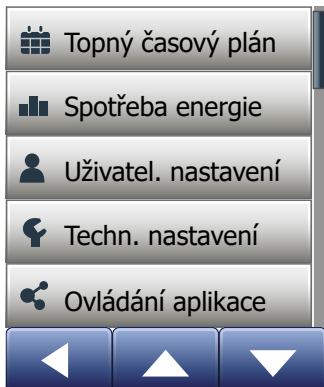 Topný časový plán
Spotřeba energie
Uživatel. nastavení
Techn. nastavení
Ovládání aplikace